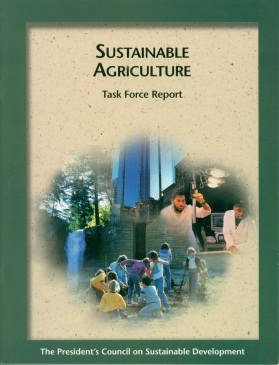 SUSTAINABLE
AGRICULTURE
Task Force Report
The President's Council on Sustainable Development